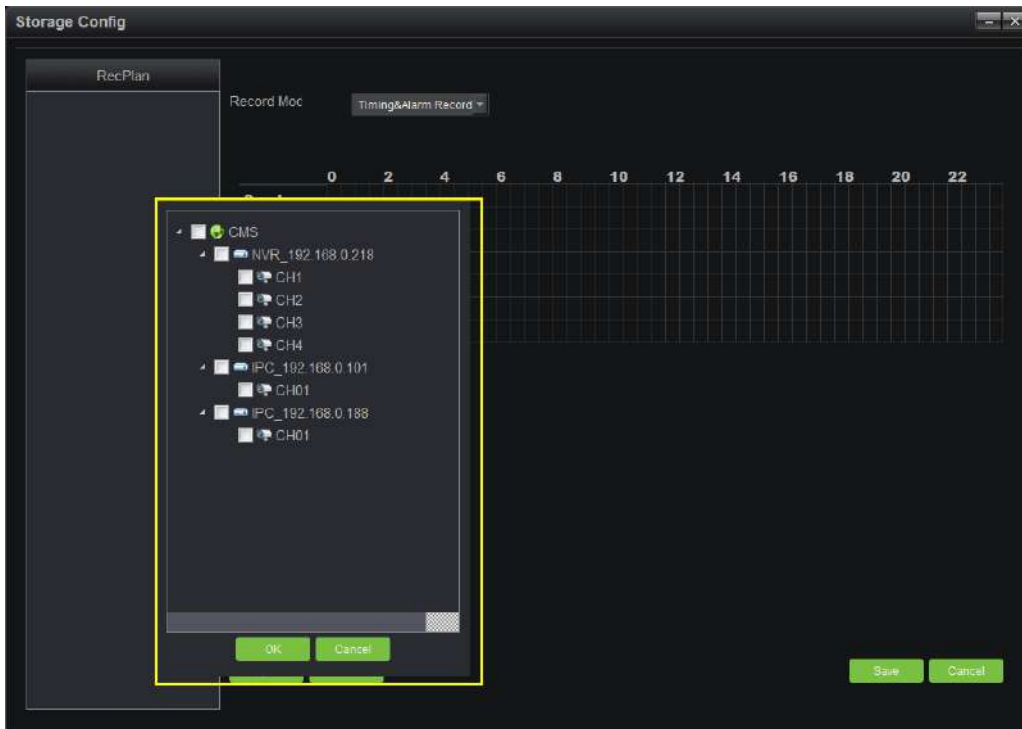 Storage Config
RecPlan
Record Moc
Timing&Alarm Record
0 2 4 6 8 10 12 14 16 18 20 22
CMS
NVR_192.168.0.218
CH1
CH2
CH3
CH4
IPC_192.168.0.101
CH01
IPC_192.168.0.188
CH01
OK Cancel
Save Cancel